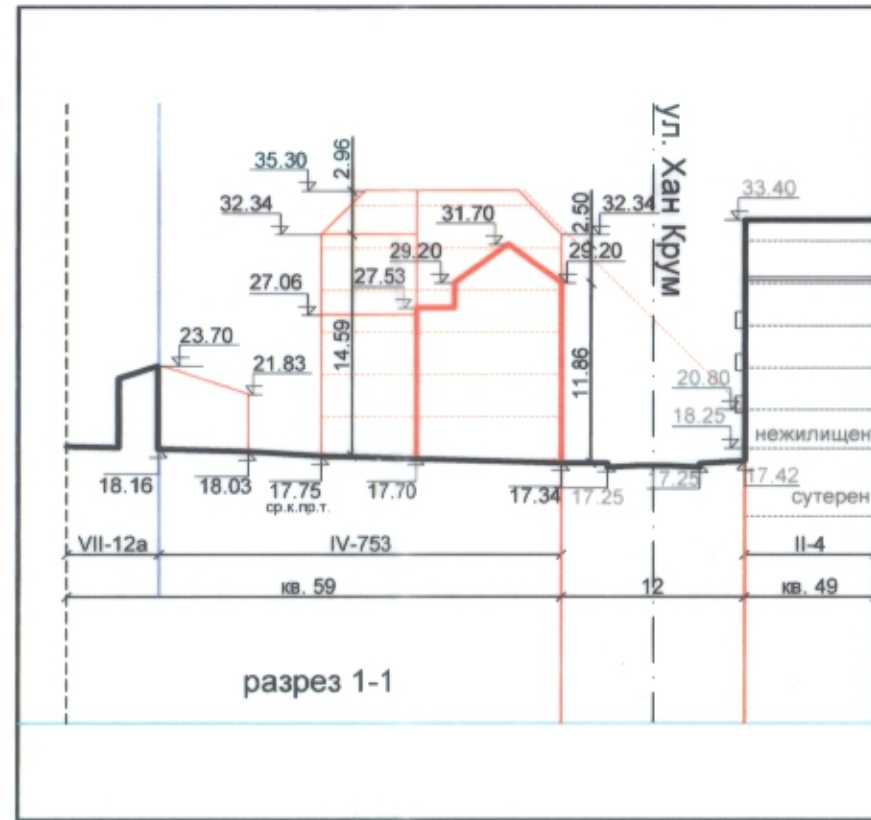 ул. Хан Крум
35.30
2.96
33.40
32.34
31.70
2.50
32.34
29.20
29.20
27.06
27.53
23.70
14.59
21.83
11.86
20.80
18.25
нежилищен
18.16
18.03
17.75
17.70
17.34
17.25
17.25
17.42
ср.к.пр.т.
сутерен
VII-12а
IV-753
II-4
кв. 59
12
кв. 49
разрез 1-1